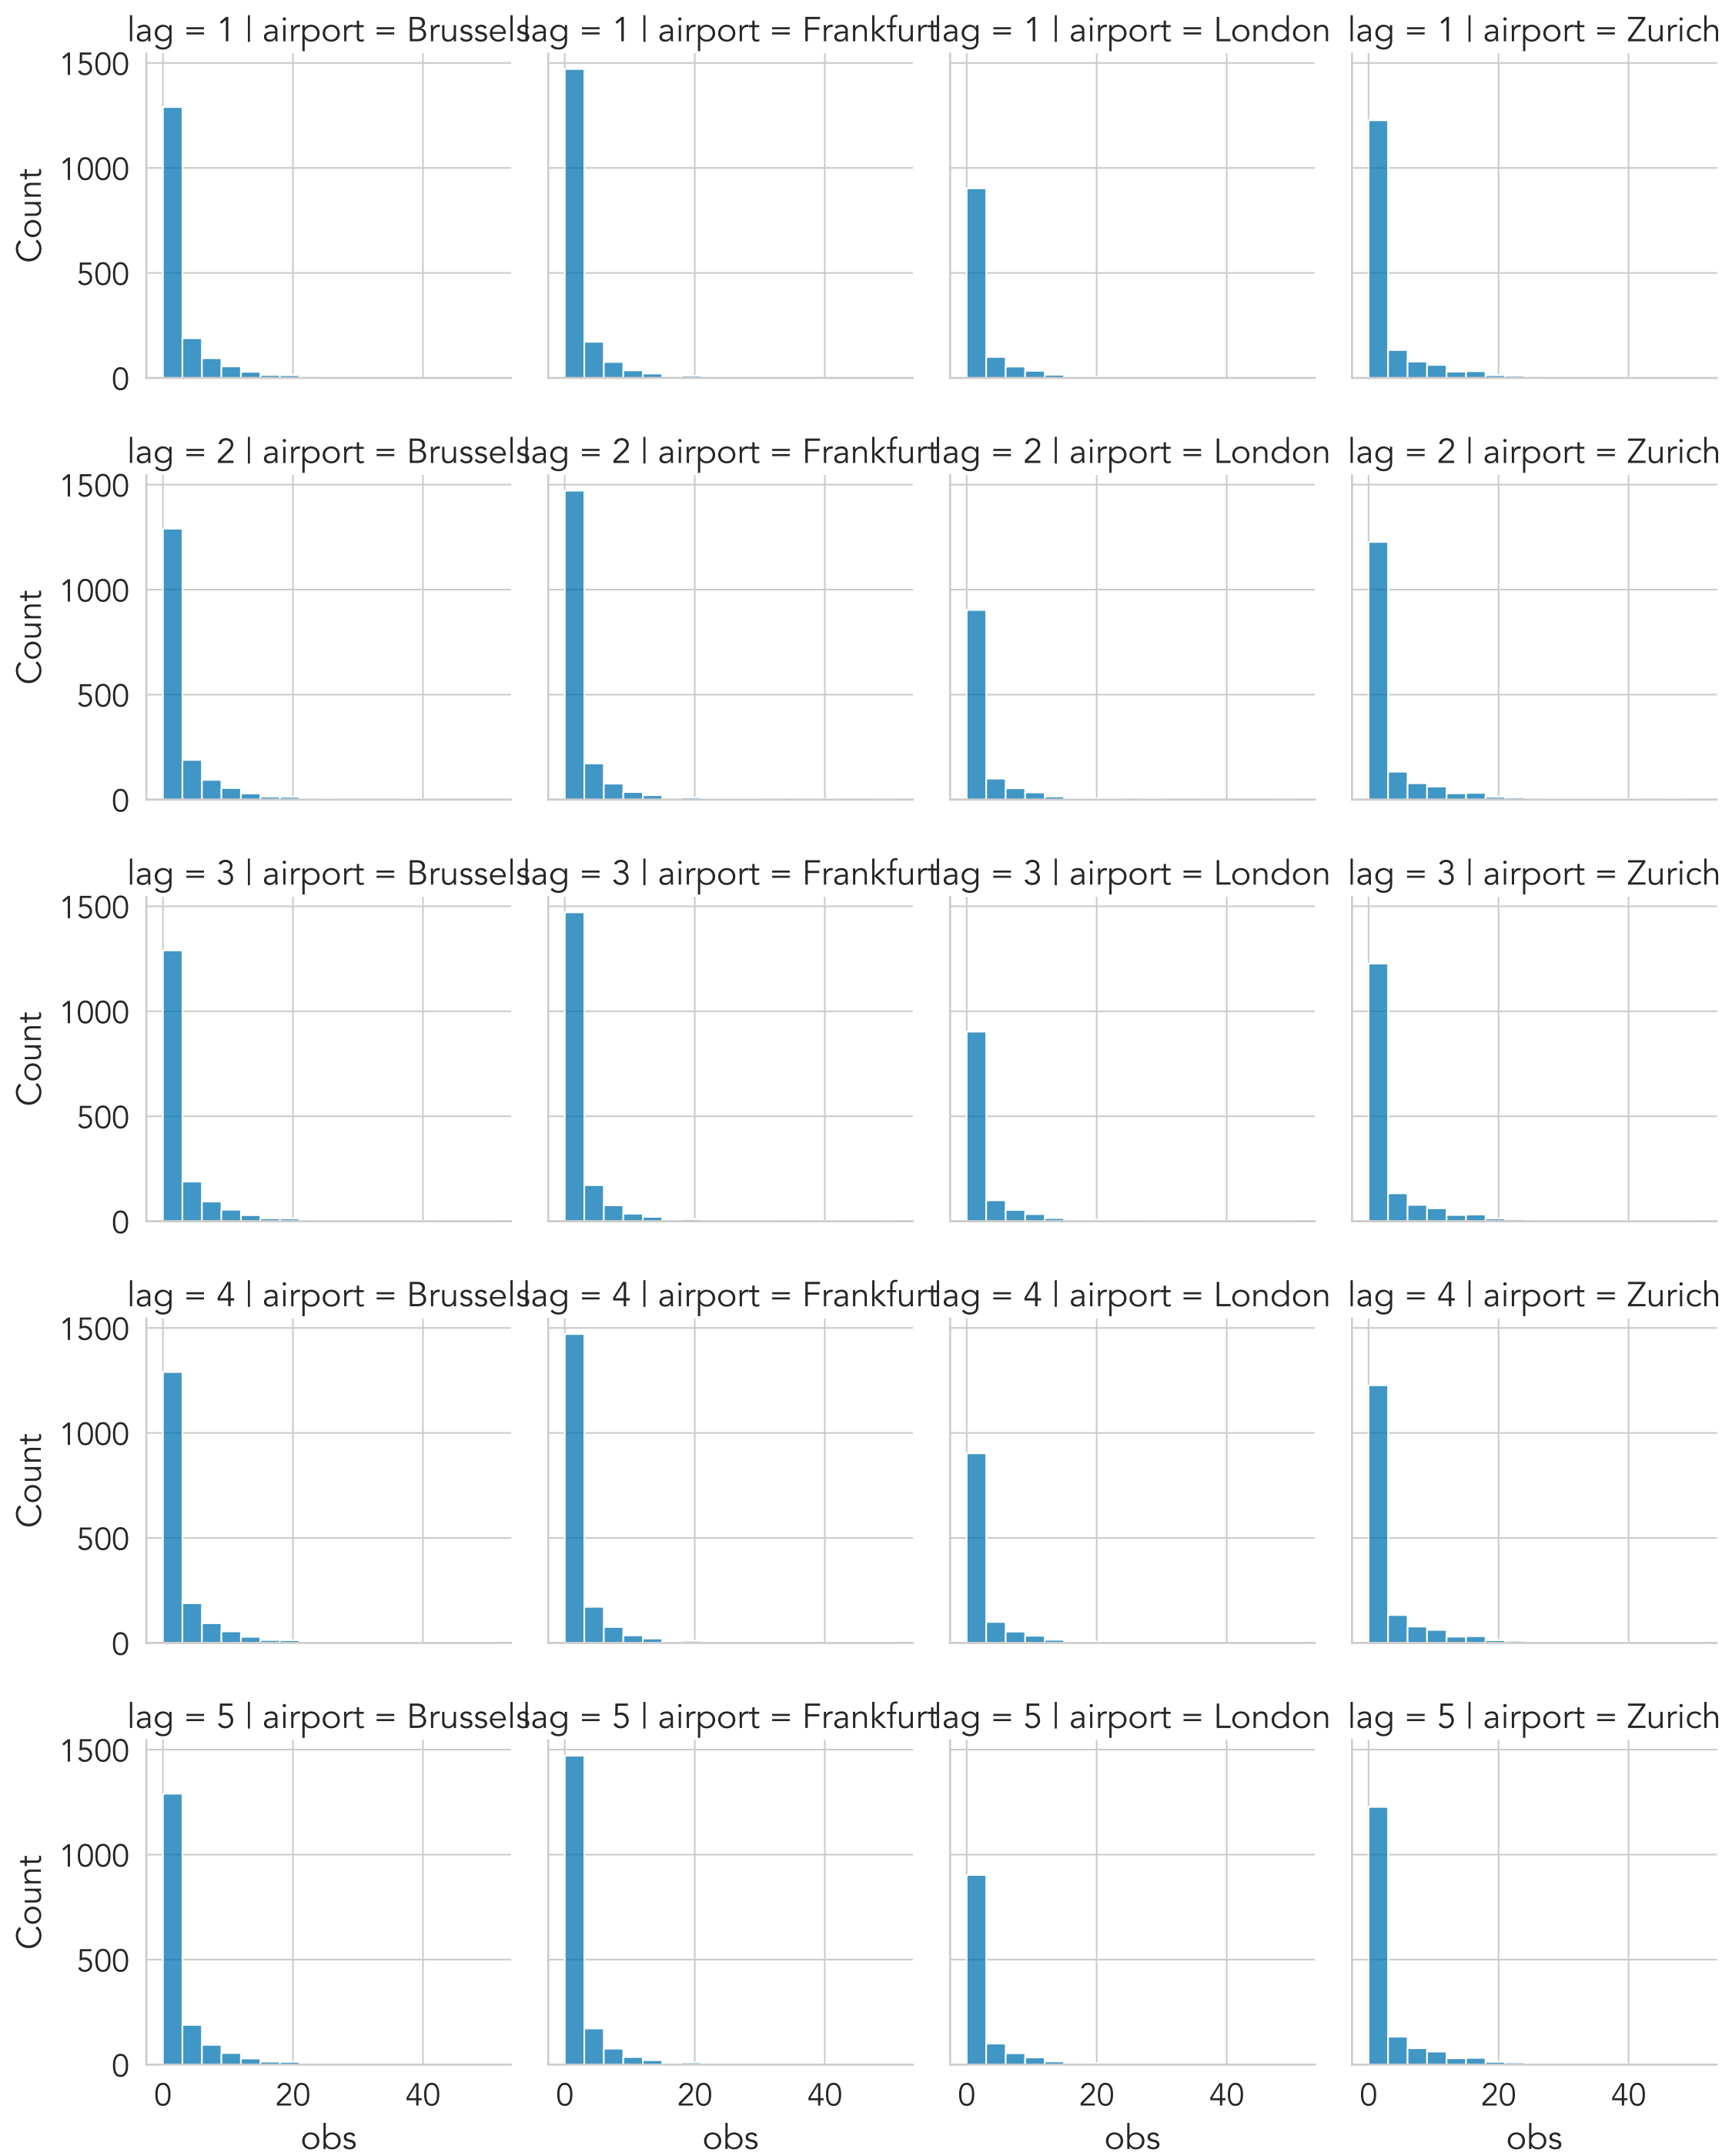 lag = 1 | airport = Brussels lag = 1 | airport = Frankfurt lag = 1 | airport = London lag = 1 | airport = Zurich
1500
1000
Count
500
0
lag = 2 | airport = Brussels lag = 2 | airport = Frankfurt lag = 2 | airport = London lag = 2 | airport = Zurich
1500
1000
Count
500
0
lag = 3 | airport = Brussels lag = 3 | airport = Frankfurt lag = 3 | airport = London lag = 3 | airport = Zurich
1500
1000
Count
500
0
lag = 4 | airport = Brussels lag = 4 | airport = Frankfurt lag = 4 | airport = London lag = 4 | airport = Zurich
1500
1000
Count
500
0
lag = 5 | airport = Brussels lag = 5 | airport = Frankfurt lag = 5 | airport = London lag = 5 | airport = Zurich
1500
1000
Count
500
0
0 20 40 0 20 40 0 20 40 0 20 40
obs obs obs obs